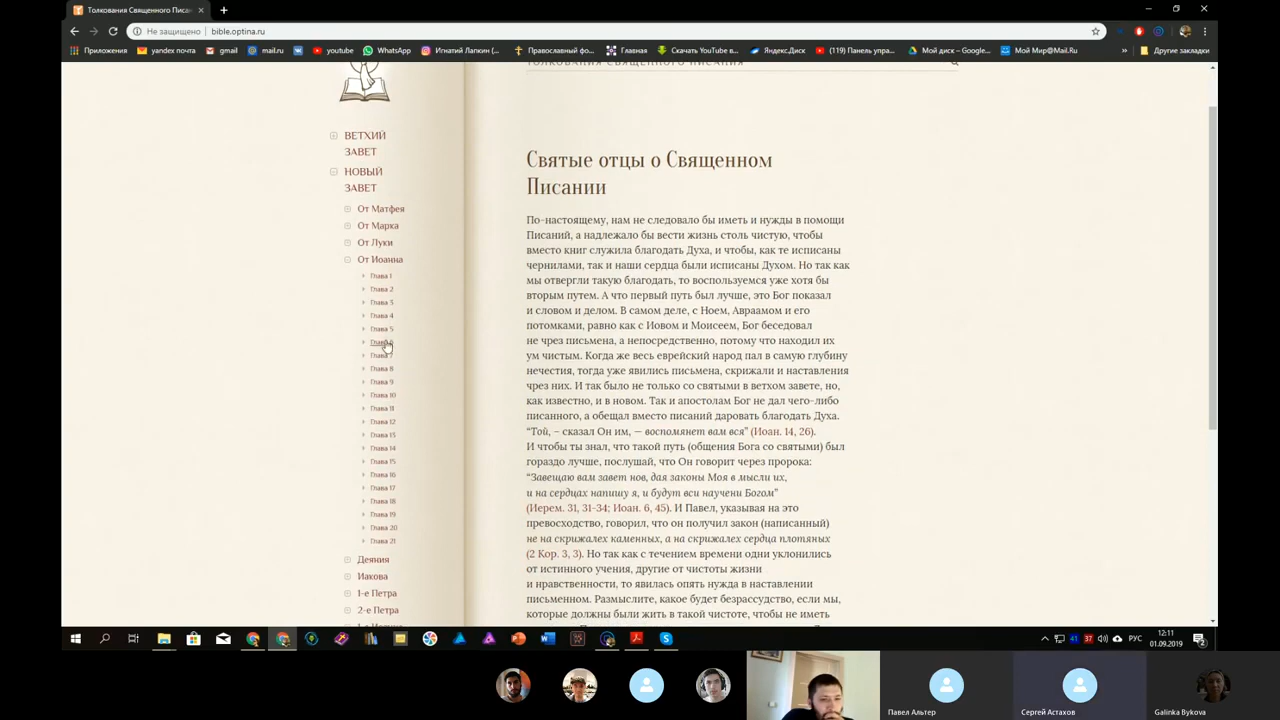 Толкования Священного Писан
Не защищено
bible.optina.ru
Приложения
yandex почта
gmail
mail.ru
youtube
WhatsApp
Игнатий Лапкин (...
Православный фо...
Главная
Скачать YouTube в...
Яндекс.Диск
(119) Панель упра...
Мой диск – Google...
Мой Мир@Mail.Ru
»
Другие закладки
ТОЛКОВАНИЯ СВЯЩЕННОГО ПИСАНИЯ
ВЕТХИЙ
ЗАВЕТ
НОВЫЙ
ЗАВЕТ
От Матфея
От Марка
От Луки
От Иоанна
Глава 1
Глава 2
Глава 3
Глава 4
Глава 5
Глава 6
Глава 7
Глава 8
Глава 9
Глава 10
Глава 11
Глава 12
Глава 13
Глава 14
Глава 15
Глава 16
Глава 17
Глава 18
Глава 19
Глава 20
Глава 21
Деяния
Иакова
1-е Петра
2-е Петра
Святые отцы о Священном
Писании
По-настоящему, нам не следовало бы иметь и нужды в помощи
Писаний, а надлежало бы вести жизнь столь чистую, чтобы
вместо книг служила благодать Духа, и чтобы, как те исписаны
чернилами, так и наши сердца были исписаны Духом. Но так как
мы отвергли такую благодать, то воспользуемся уже хотя бы
вторым путем. А что первый путь был лучше, это Бог показал
и словом и делом. В самом деле, с Ноем, Авраамом и его
потомками, равно как с Иовом и Моисеем, Бог беседовал
не чрез письмена, а непосредственно, потому что находил их
ум чистым. Когда же весь еврейский народ пал в самую глубину
нечестия, тогда уже явились письмена, скрижали и наставления
чрез них. И так было не только со святыми в ветхом завете, но,
как известно, и в новом. Так и апостолам Бог не дал чего-либо
писанного, а обещал вместо писаний даровать благодать Духа.
“Той, – сказал Он им, — воспомянет вам вся” (Иоан. 14, 26).
И чтобы ты знал, что такой путь (общения Бога со святыми) был
гораздо лучше, послушай, что Он говорит через пророка:
“Завещаю вам завет нов, дая законы Моя в мысли их,
и на сердцах напишу я, и будут вси научени Богом”
(Иерем. 31, 31-34; Иоан. 6, 45). И Павел, указывая на это
превосходство, говорил, что он получил закон (написанный)
не на скрижалех каменных, а на скрижалех сердца плотяных
(2 Кор. 3, 3). Но так как с течением времени одни уклонились
от истинного учения, другие от чистоты жизни
и нравственности, то явилась опять нужда в наставлении
письменном. Размыслите, какое будет безрассудство, если мы,
которые должны были жить в такой чистоте, чтобы не иметь
41
37
РУС
12:11
01.09.2019
2
Павел Альтер
Сергей Астахов
Galinka Bykova